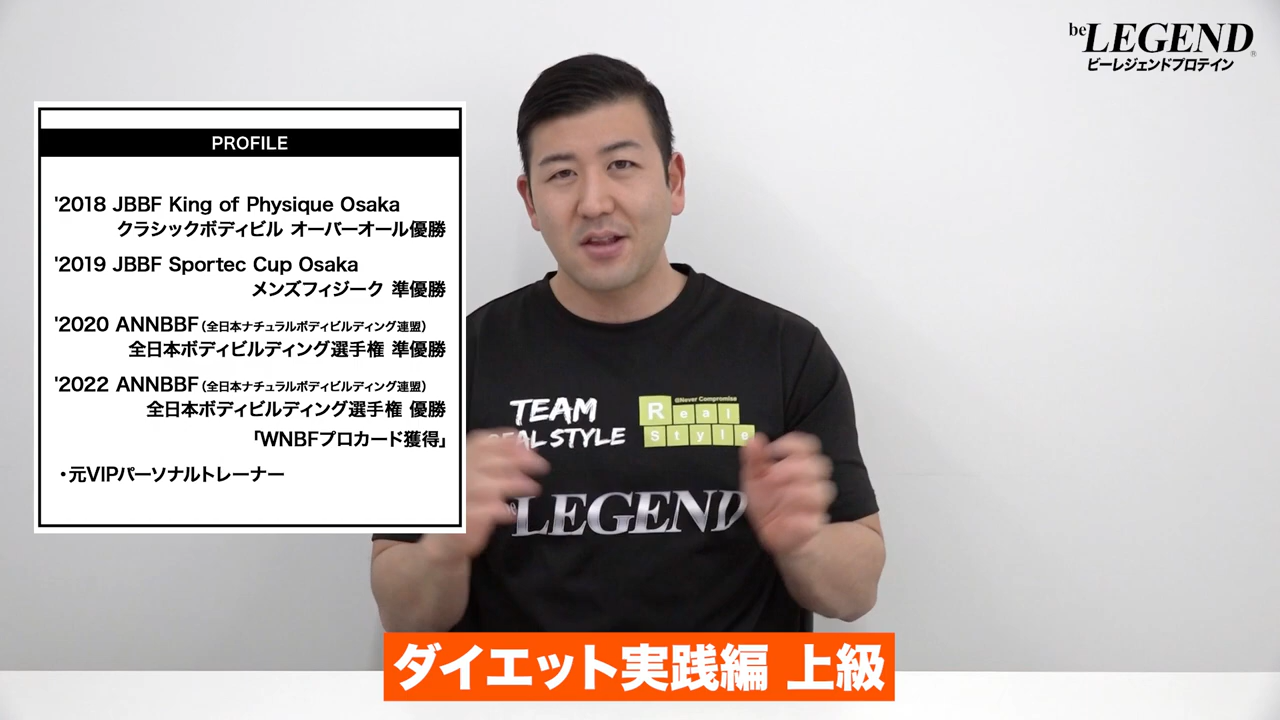 be LEGEND®
ビーレジェンドプロテイン
PROFILE
'2018 JBBF King of Physique Osaka
クラシックボディビル オーバーオール優勝
'2019 JBBF Sportec Cup Osaka
メンズフィジーク 準優勝
'2020 ANNBBF(全日本ナチュラルボディビルディング連盟)
全日本ボディビルディング選手権 準優勝
'2022 ANNBBF(全日本ナチュラルボディビルディング連盟)
全日本ボディビルディング選手権 優勝
「WNBFプロカード獲得」
・元VIPパーソナルトレーナー
TEAM
STYLE
@Never Compromise
Real
Style
LEGEND
ダイエット実践編 上級